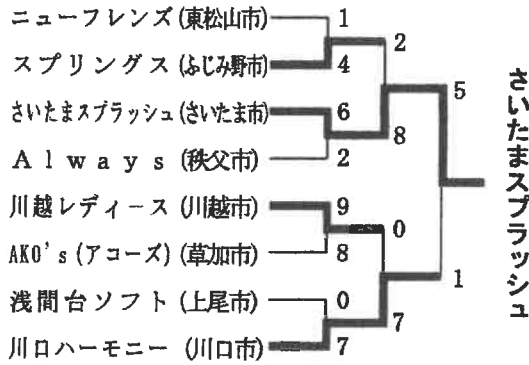 ニューフレンズ(東松山市)
1
2
スプリングス(ふじみ野市)
4
5
さいたまスプラッシュ(さいたま市)
6
8
Always(秩父市)
2
川越レディース(川越市)
9
0
AKO's(アコーズ)(草加市)
8
1
浅間台ソフト(上尾市)
0
7
川口ハーモニー(川口市)
7
さいたまスプラッシュ